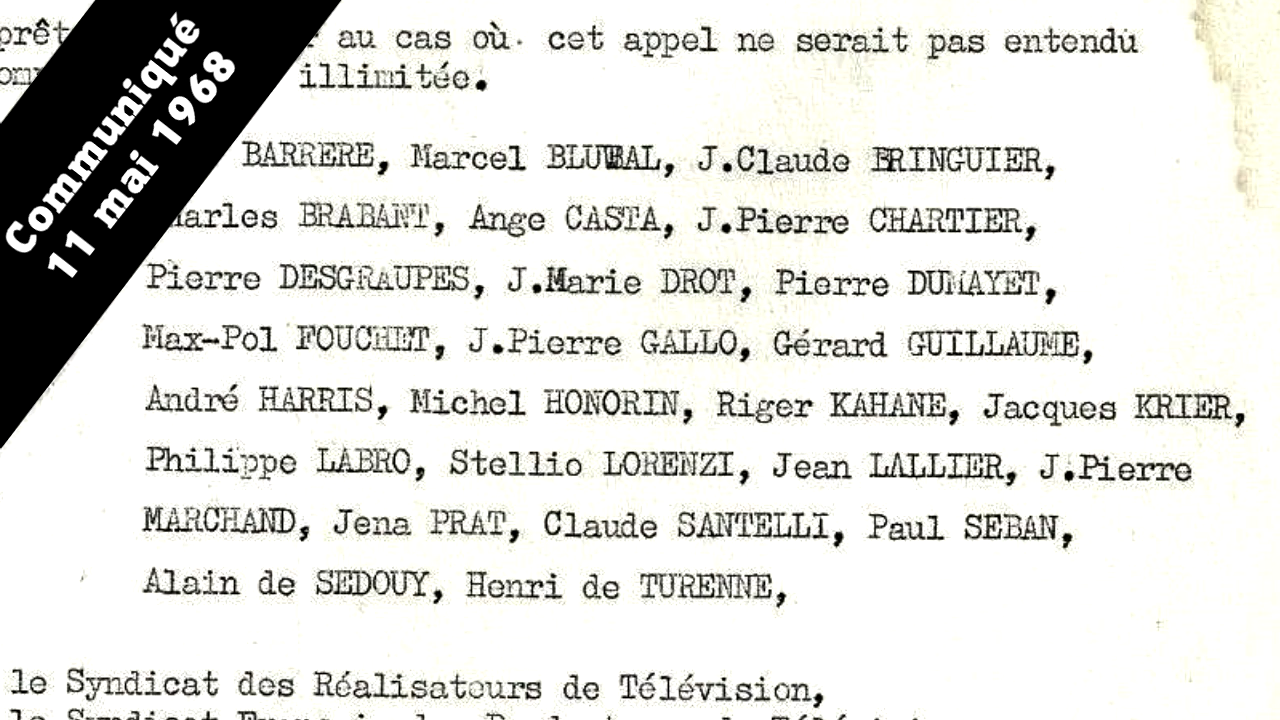 Communiqué
11 mai 1968
au cas où cet appel ne serait pas entendu
illimitée.
BARRERE, Marcel BLUWAL, J.Claude BRINGUIER,
BRABANT, Ange CASTA, J.Pierre CHARTIER,
Pierre DESGRAUPES, J.Marie DROT, Pierre DUMAYET,
Max-Pol FOUCHET, J.Pierre GALLO, Gérard GUILLAUME,
André HARRIS, Michel HONORIN, Riger KAHANE, Jacques KRIER,
Philippe LABRO, Stellio LORENZI, Jean LALLIER, J.Pierre
MARCHAND, Jena PRAT, Claude SANTELLI, Paul SEBAN,
Alain de SEDOUY, Henri de TURENNE,
le Syndicat des Réalisateurs de Télévision,